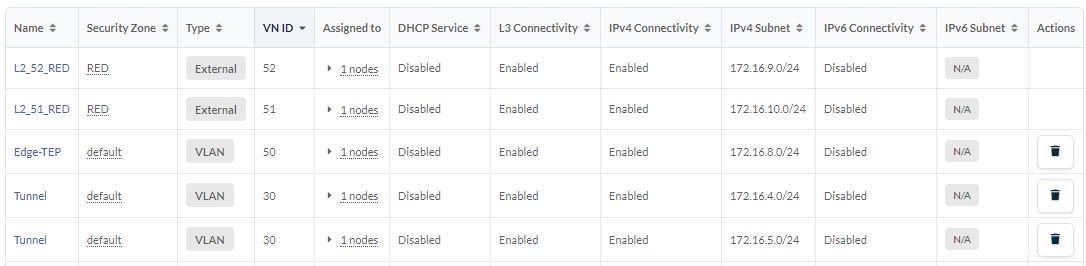 Name Security Zone Type VN ID Assigned to DHCP Service L3 Connectivity IPv4 Connectivity IPv4 Subnet IPv6 Connectivity IPv6 Subnet Actions
L2_52_RED RED External 52 1 nodes Disabled Enabled Enabled 172.16.9.0/24 Disabled N/A
L2_51_RED RED External 51 1 nodes Disabled Enabled Enabled 172.16.10.0/24 Disabled N/A
Edge-TEP default VLAN 50 1 nodes Disabled Enabled Enabled 172.16.8.0/24 Disabled N/A
Tunnel default VLAN 30 1 nodes Disabled Enabled Enabled 172.16.4.0/24 Disabled N/A
Tunnel default VLAN 30 1 nodes Disabled Enabled Enabled 172.16.5.0/24 Disabled N/A